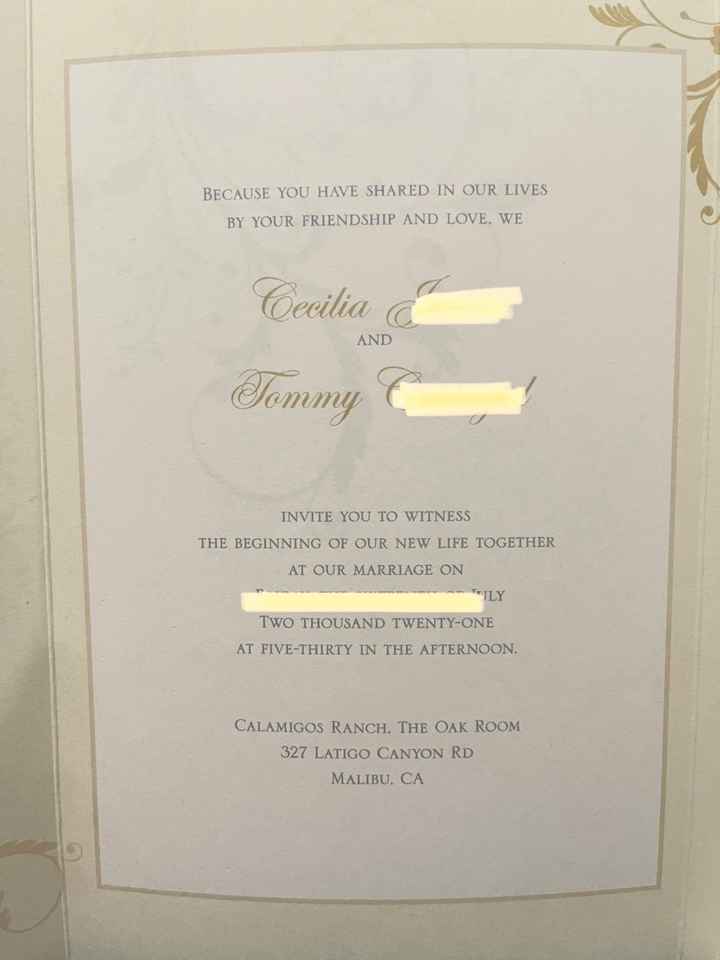 Because you have shared in our lives
by your friendship and love, we
Cecilia
and
Tommy
invite you to witness
the beginning of our new life together
at our marriage on
Two thousand twenty-one
at five-thirty in the afternoon.
Calamigos Ranch, The Oak Room
327 Latigo Canyon Rd
Malibu, CA